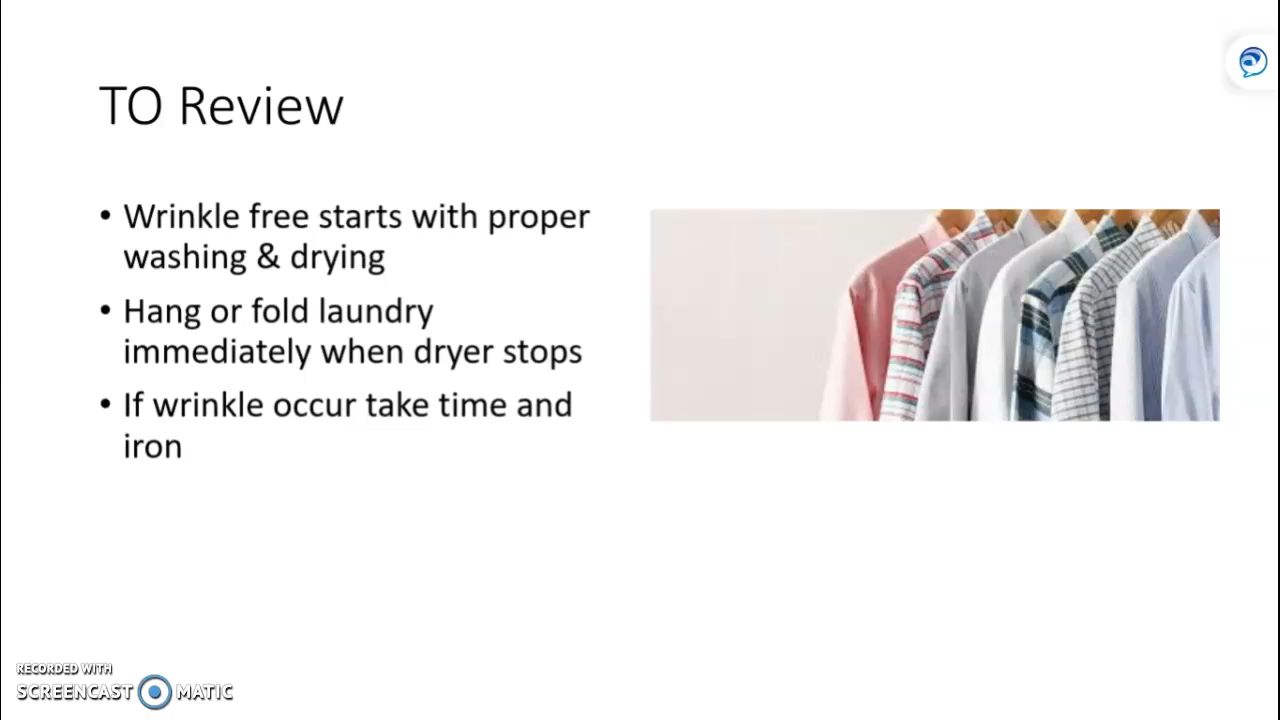 TO Review
• Wrinkle free starts with proper
washing & drying
• Hang or fold laundry
immediately when dryer stops
• If wrinkle occur take time and
iron
RECORDED WITH
SCREENCAST MATIC